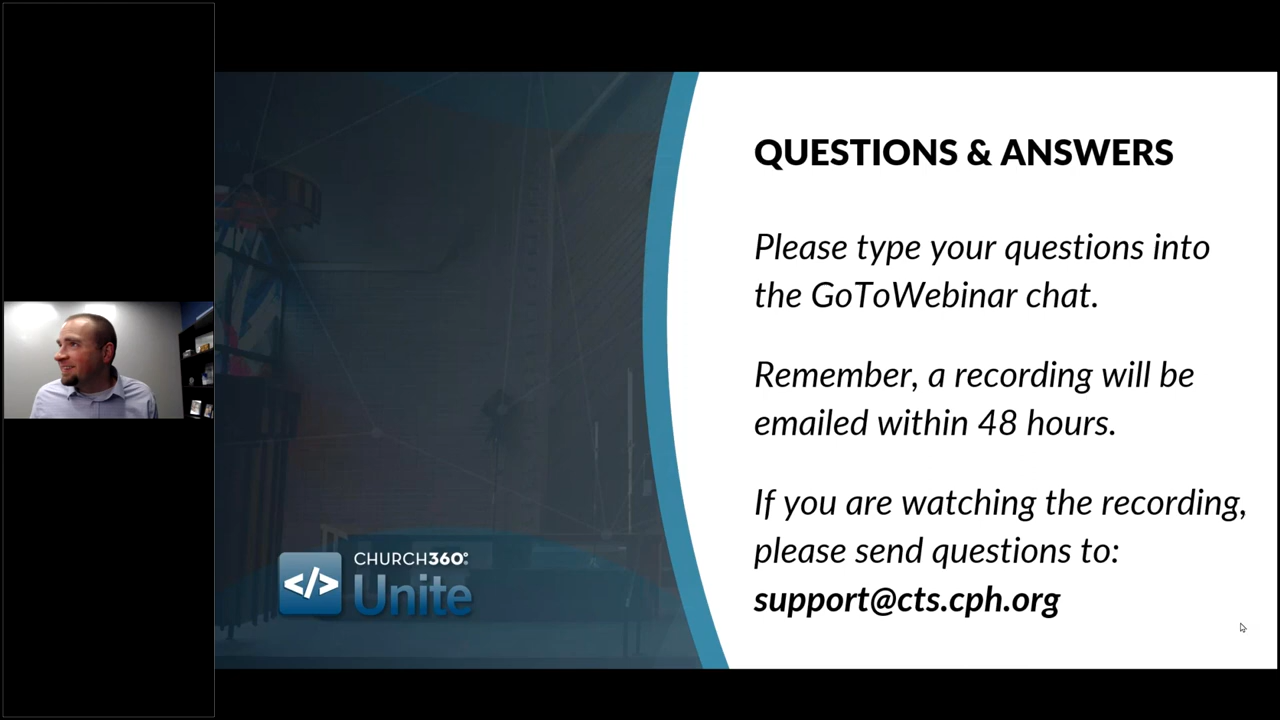 QUESTIONS & ANSWERS
Please type your questions into
the GoToWebinar chat.
Remember, a recording will be
emailed within 48 hours.
If you are watching the recording,
please send questions to:
support@cts.cph.org
</>
CHURCH360°
Unite